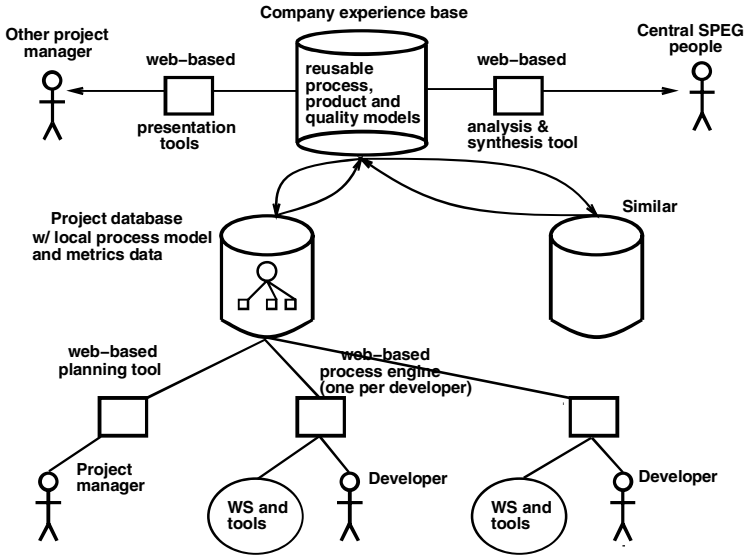 Company experience base
Other project
manager
web–based
reusable
process,
product and
quality models
web–based
Central SPEG
people
presentation
tools
analysis &
synthesis tool
Project database
w/ local process model
and metrics data
Similar
web–based
planning tool
web–based
process engine
(one per developer)
Project
manager
WS and
tools
Developer
WS and
tools
Developer